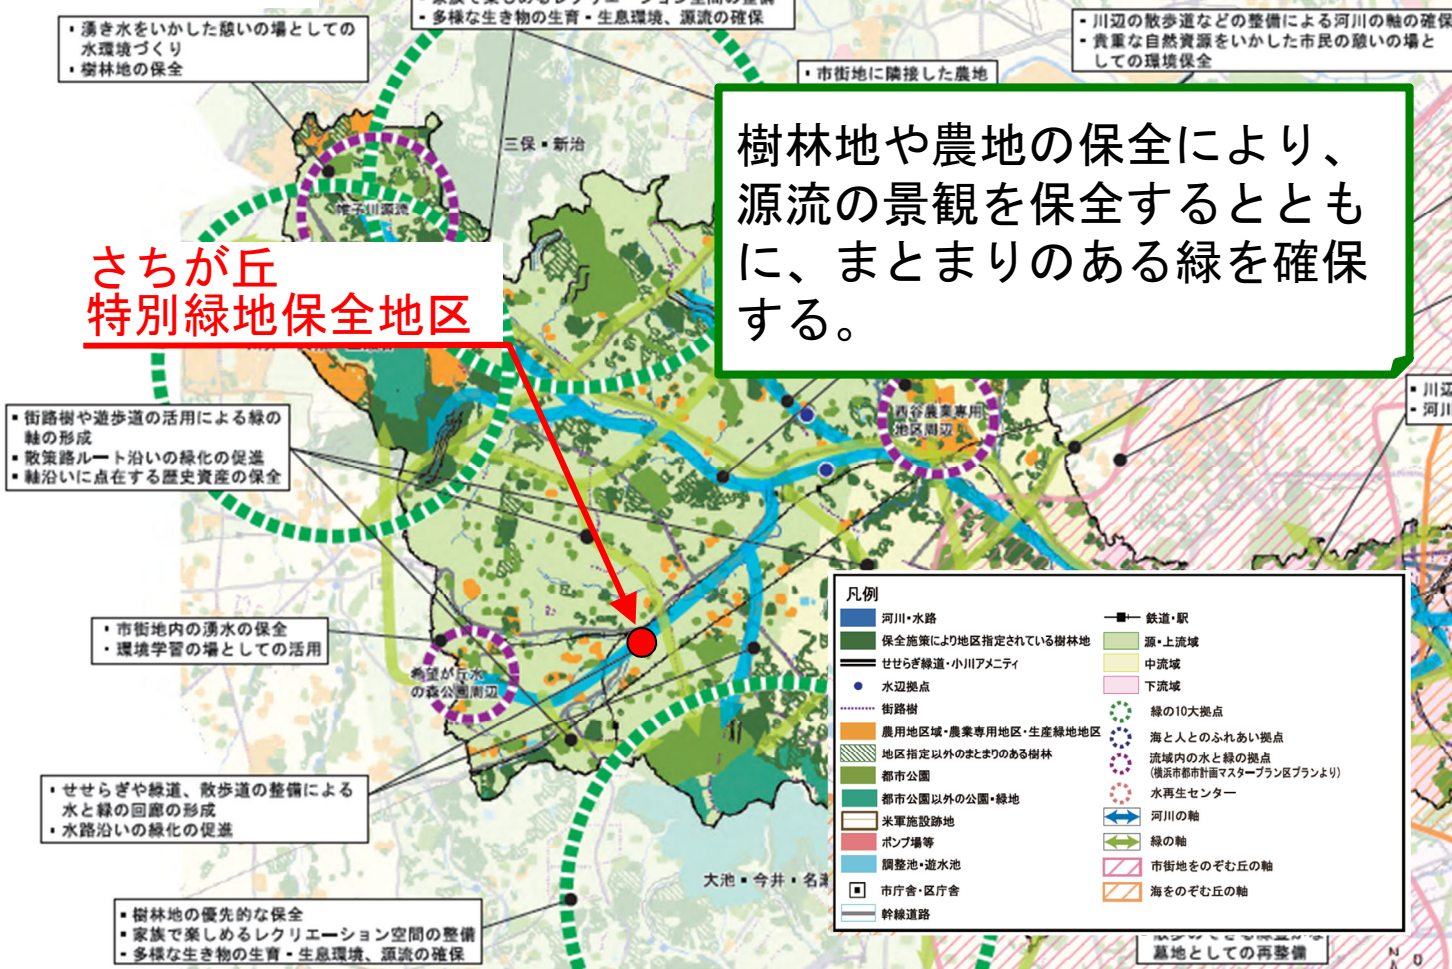 ・湧き水をいかした憩いの場としての
水環境づくり
・樹林地の保全
・多様な生き物の生育・生息環境、源流の確保
・川辺の散歩道などの整備による河川の軸の確保
・貴重な自然資源をいかした市民の憩いの場と
しての環境保全
・市街地に隣接した農地
樹林地や農地の保全により、
源流の景観を保全するととも
に、まとまりのある緑を確保
する。
三保・新治
帷子川源流
さちが丘
特別緑地保全地区
・街路樹や遊歩道の活用による緑の
軸の形成
・散策路ルート沿いの緑化の促進
・軸沿いに点在する歴史資産の保全
西谷農業専用
地区周辺
・川辺
・河川
・市街地内の湧水の保全
・環境学習の場としての活用
希望が丘水
の森公園周辺
・せせらぎや緑道、散歩道の整備による
水と緑の回廊の形成
・水路沿いの緑化の促進
大池・今井・名瀬
・樹林地の優先的な保全
・家族で楽しめるレクリエーション空間の整備
・多様な生き物の生育・生息環境、源流の確保
凡例
河川・水路
保全施策により地区指定されている樹林地
せせらぎ緑道・小川アメニティ
水辺拠点
街路樹
農用地区域・農業専用地区・生産緑地地区
地区指定以外のまとまりのある樹林
都市公園
都市公園以外の公園・緑地
米軍施設跡地
ポンプ場等
調整池・遊水池
市庁舎・区庁舎
幹線道路
鉄道・駅
源・上流域
中流域
下流域
緑の10大拠点
海と人とのふれあい拠点
流域内の水と緑の拠点
(横浜市都市計画マスタープラン区プランより)
水再生センター
河川の軸
緑の軸
市街地をのぞむ丘の軸
海をのぞむ丘の軸
墓地としての再整備